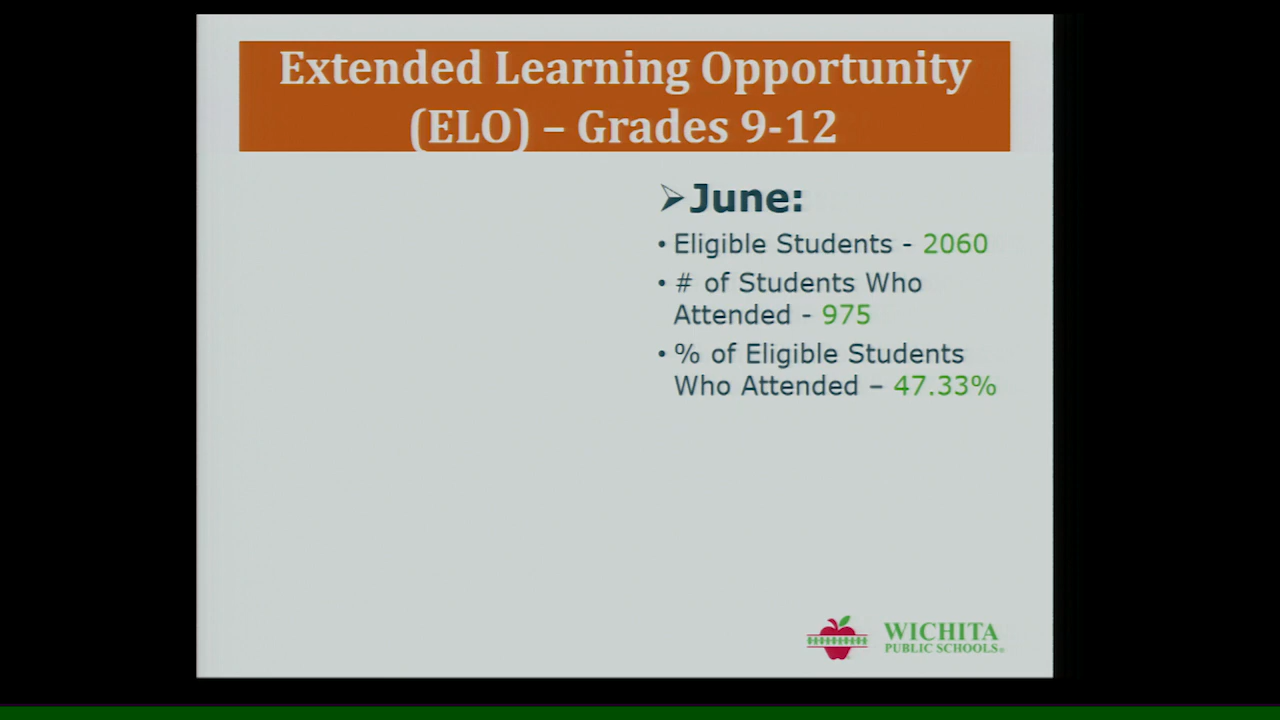 Extended Learning Opportunity
(ELO) – Grades 9-12
➢June:
• Eligible Students - 2060
• # of Students Who
Attended - 975
• % of Eligible Students
Who Attended – 47.33%
WICHITA
PUBLIC SCHOOLS®